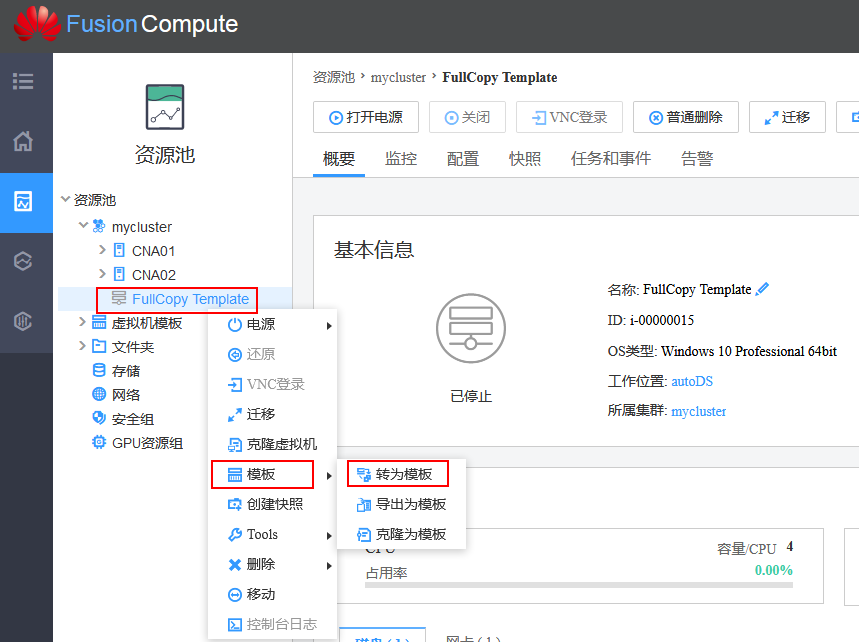 FusionCompute
资源池 › mycluster › FullCopy Template
打开电源 关闭 VNC登录 普通删除 迁移
概要 监控 配置 快照 任务和事件 告警
资源池
资源池
mycluster
CNA01
CNA02
FullCopy Template
虚拟机模板
文件夹
存储
网络
安全组
GPU资源组
电源
还原
VNC登录
迁移
克隆虚拟机
模板
创建快照
Tools
删除
移动
控制台日志
转为模板
导出为模板
克隆为模板
基本信息
已停止
名称: FullCopy Template
ID: i-00000015
OS类型: Windows 10 Professional 64bit
工作位置: autoDS
所属集群: mycluster
CPU
容量/CPU 4
占用率
0.00%
磁盘 ( 1 ) 网卡 ( 1 )